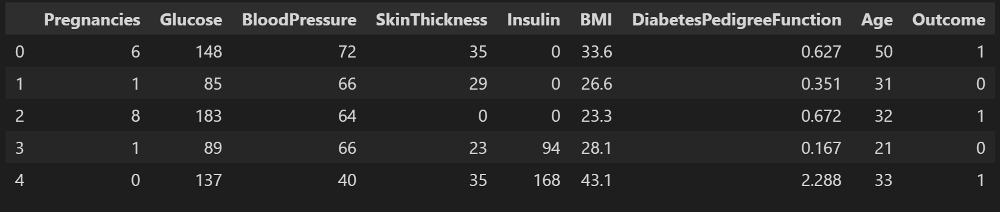 Pregnancies Glucose BloodPressure SkinThickness Insulin BMI DiabetesPedigreeFunction Age Outcome
0 6 148 72 35 0 33.6 0.627 50 1
1 1 85 66 29 0 26.6 0.351 31 0
2 8 183 64 0 0 23.3 0.672 32 1
3 1 89 66 23 94 28.1 0.167 21 0
4 0 137 40 35 168 43.1 2.288 33 1